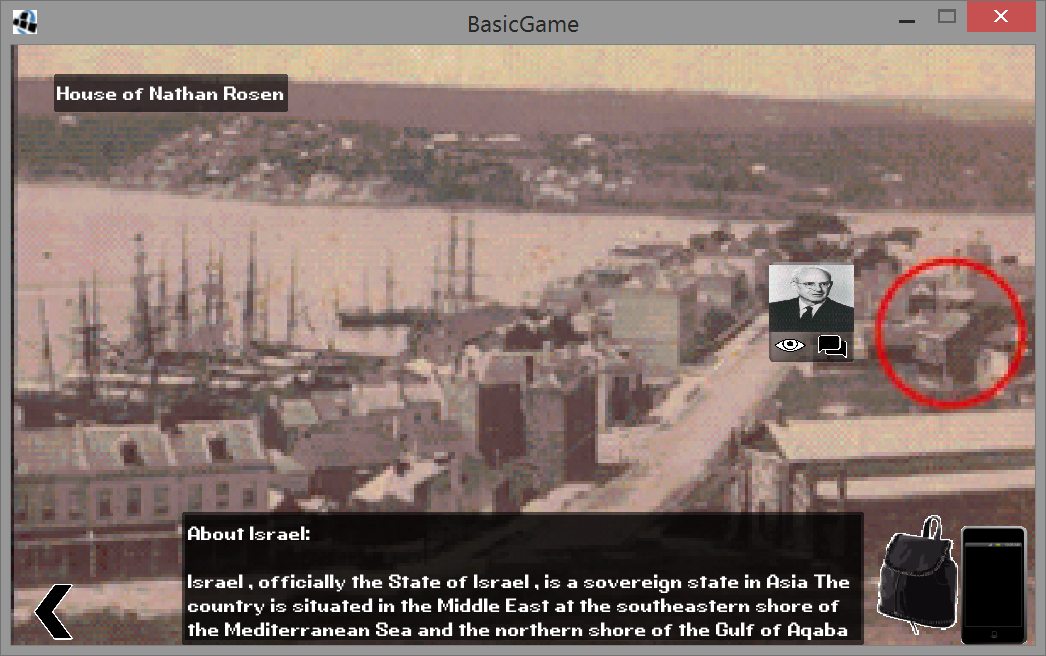 BasicGame
House of Nathan Rosen
About Israel:
Israel , officially the State of Israel , is a sovereign state in Asia The
country is situated in the Middle East at the southeastern shore of
the Mediterranean Sea and the northern shore of the Gulf of Aqaba